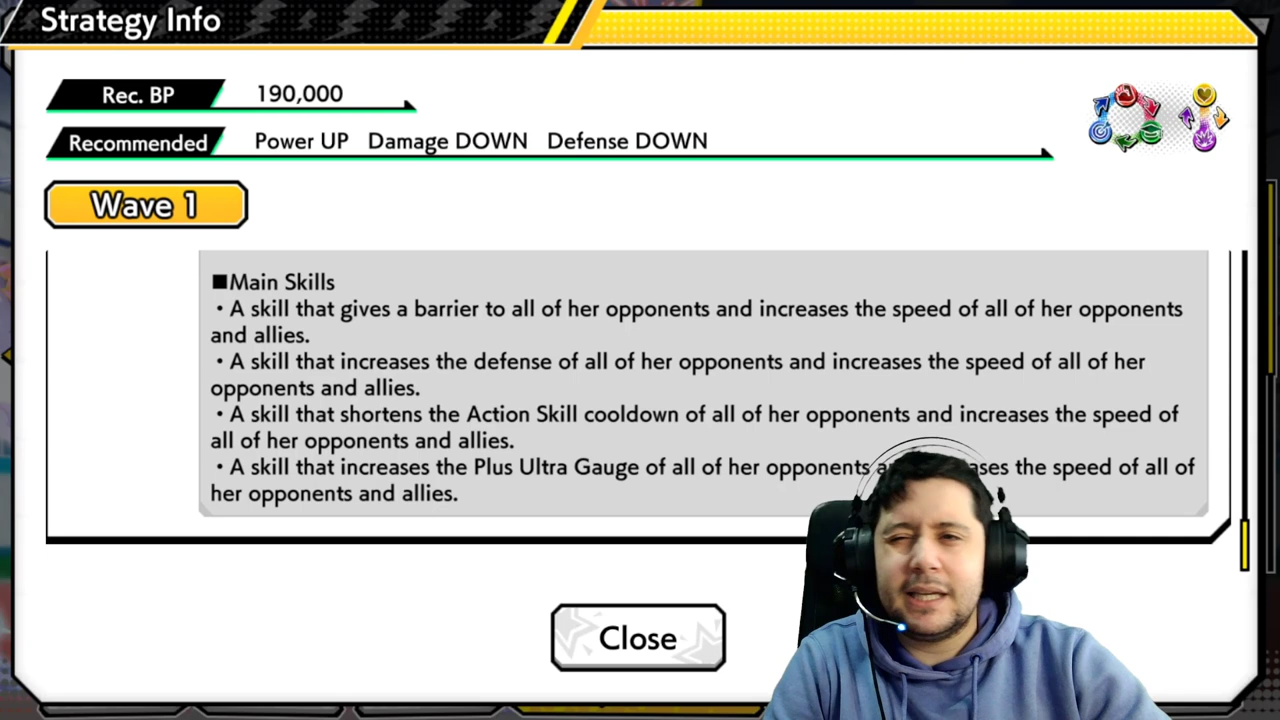 Strategy Info
Rec. BP 190,000
Recommended Power UP Damage DOWN Defense DOWN
Wave 1
■Main Skills
・A skill that gives a barrier to all of her opponents and increases the speed of all of her opponents
and allies.
・A skill that increases the defense of all of her opponents and increases the speed of all of her
opponents and allies.
・A skill that shortens the Action Skill cooldown of all of her opponents and increases the speed of
all of her opponents and allies.
・A skill that increases the Plus Ultra Gauge of all of her opponents the speed of all of
her opponents and allies.
Close